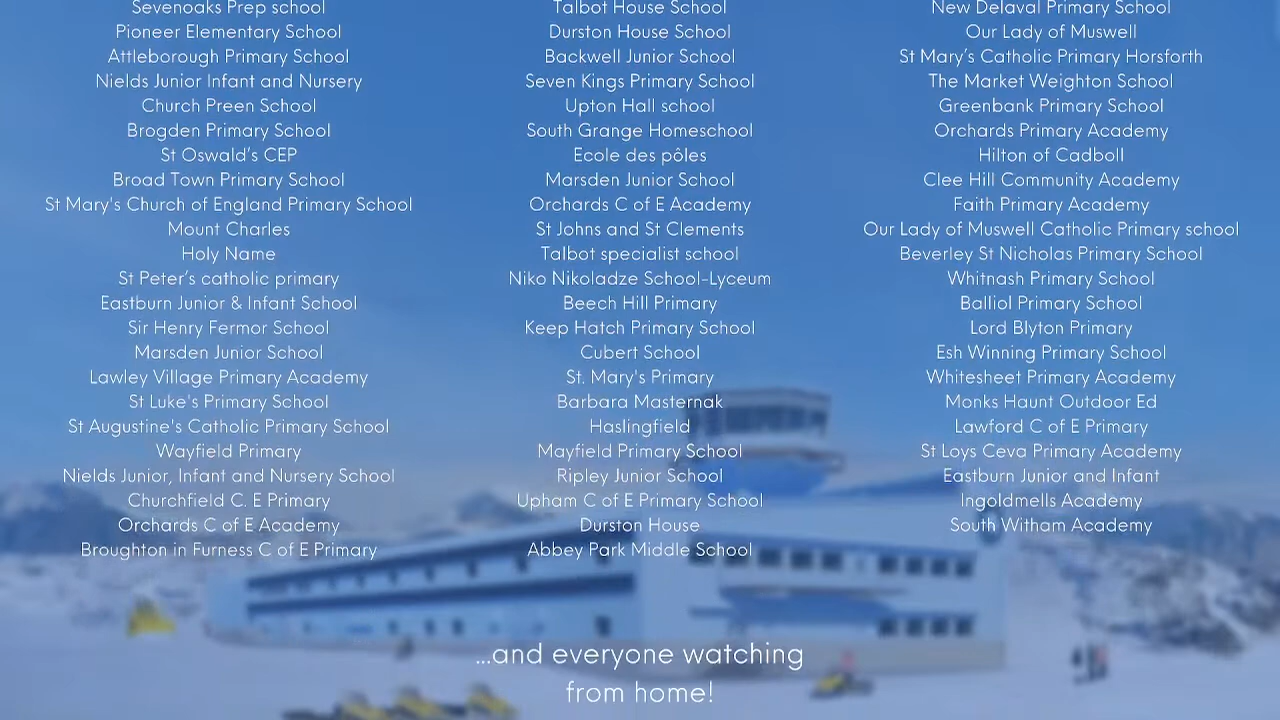 Sevenoaks Prep school
Pioneer Elementary School
Attleborough Primary School
Nields Junior Infant and Nursery
Church Preen School
Brogden Primary School
St Oswald's CEP
Broad Town Primary School
St Mary's Church of England Primary School
Mount Charles
Holy Name
St Peter's catholic primary
Eastburn Junior & Infant School
Sir Henry Fermor School
Marsden Junior School
Lawley Village Primary Academy
St Luke's Primary School
St Augustine's Catholic Primary School
Wayfield Primary
Nields Junior, Infant and Nursery School
Churchfield C. E Primary
Orchards C of E Academy
Broughton in Furness C of E Primary
Talbot House School
Durston House School
Backwell Junior School
Seven Kings Primary School
Upton Hall school
South Grange Homeschool
Ecole des pôles
Marsden Junior School
Orchards C of E Academy
St Johns and St Clements
Talbot specialist school
Niko Nikoladze School-Lyceum
Beech Hill Primary
Keep Hatch Primary School
Cubert School
St. Mary's Primary
Barbara Masternak
Haslingfield
Mayfield Primary School
Ripley Junior School
Upham C of E Primary School
Durston House
Abbey Park Middle School
New Delaval Primary School
Our Lady of Muswell
St Mary's Catholic Primary Horsforth
The Market Weighton School
Greenbank Primary School
Orchards Primary Academy
Hilton of Cadboll
Clee Hill Community Academy
Faith Primary Academy
Our Lady of Muswell Catholic Primary school
Beverley St Nicholas Primary School
Whitnash Primary School
Balliol Primary School
Lord Blyton Primary
Esh Winning Primary School
Whitesheet Primary Academy
Monks Haunt Outdoor Ed
Lawford C of E Primary
St Loys Ceva Primary Academy
Eastburn Junior and Infant
Ingoldmells Academy
South Witham Academy
...and everyone watching
from home!